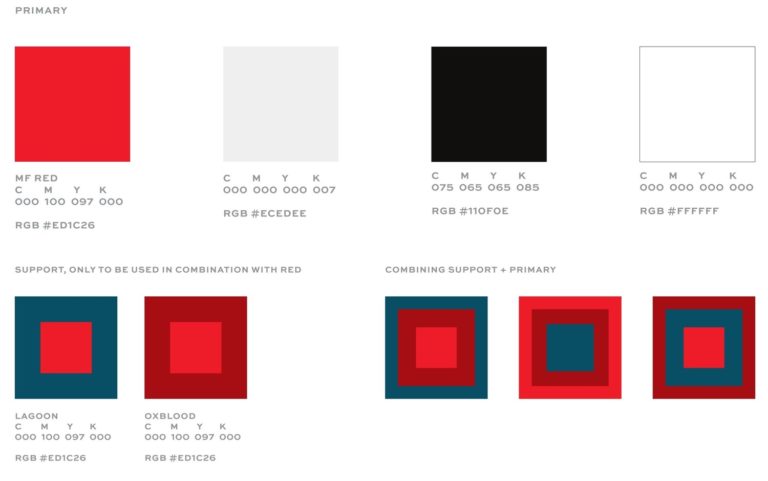 PRIMARY
MF RED
C M Y K
000 100 097 000
RGB #ED1C26
C M Y K
000 000 000 007
RGB #ECEDEE
C M Y K
075 065 065 085
RGB #110F0E
C M Y K
000 000 000 000
RGB #FFFFFF
SUPPORT, ONLY TO BE USED IN COMBINATION WITH RED
LAGOON
C M Y K
000 100 097 000
RGB #ED1C26
OXBLOOD
C M Y K
000 100 097 000
RGB #ED1C26
COMBINING SUPPORT + PRIMARY